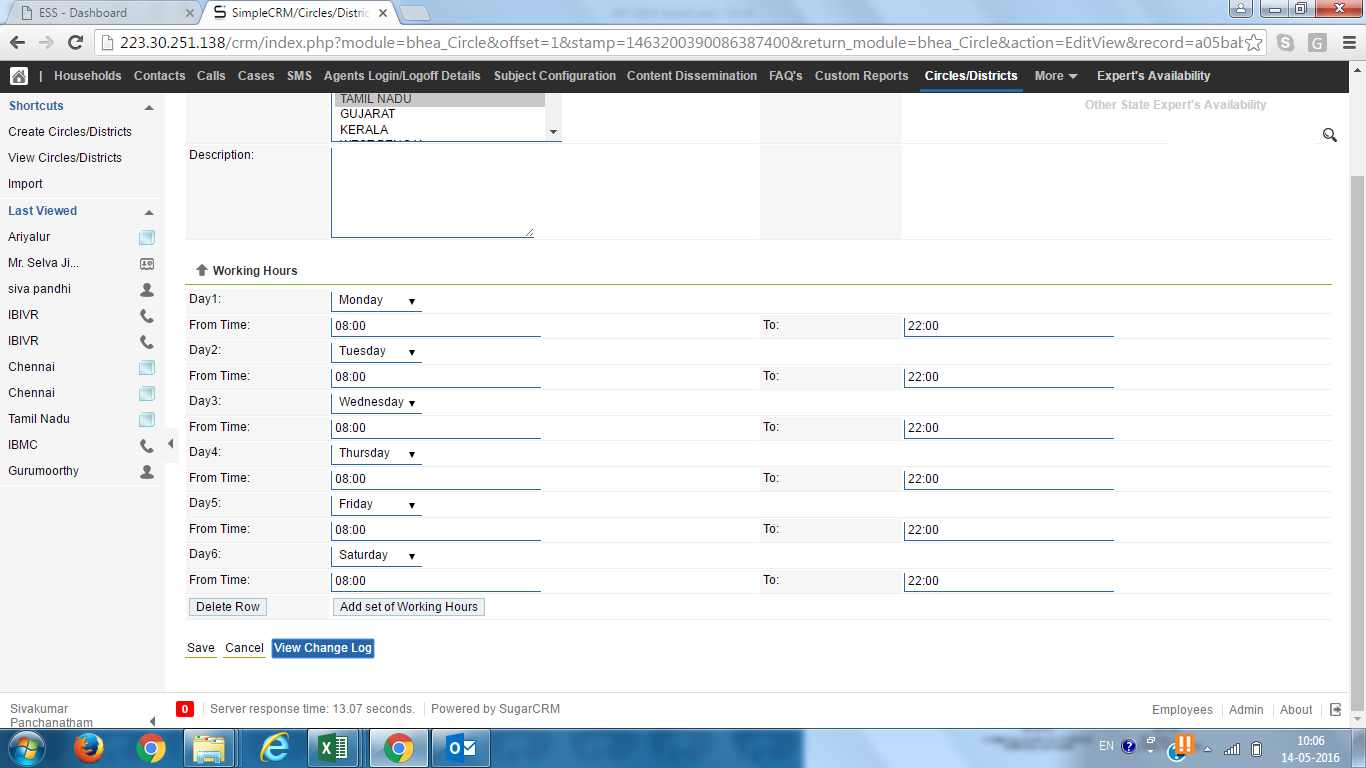 ESS - Dashboard
SimpleCRM/Circles/Distric
223.30.251.138/crm/index.php?module=bhea_Circle&offset=1&stamp=1463200390086387400&return_module=bhea_Circle&action=EditView&record=a05bab
| Households Contacts Calls Cases SMS Agents Login/Logoff Details Subject Configuration Content Dissemination FAQ's Custom Reports Circles/Districts More Expert's Availability
Other State Expert's Availability
Shortcuts
Create Circles/Districts
View Circles/Districts
Import
Last Viewed
Ariyalur
Mr. Selva Ji...
siva pandhi
IBIVR
IBIVR
Chennai
Chennai
Tamil Nadu
IBMC
Gurumoorthy
TAMIL NADU
GUJARAT
KERALA
Description:
Working Hours
Day1: Monday
From Time: 08:00 To: 22:00
Day2: Tuesday
From Time: 08:00 To: 22:00
Day3: Wednesday
From Time: 08:00 To: 22:00
Day4: Thursday
From Time: 08:00 To: 22:00
Day5: Friday
From Time: 08:00 To: 22:00
Day6: Saturday
From Time: 08:00 To: 22:00
Delete Row Add set of Working Hours
Save Cancel View Change Log
Sivakumar
Panchanatham
0 Server response time: 13.07 seconds. Powered by SugarCRM
Employees Admin About
EN
10:06
14-05-2016